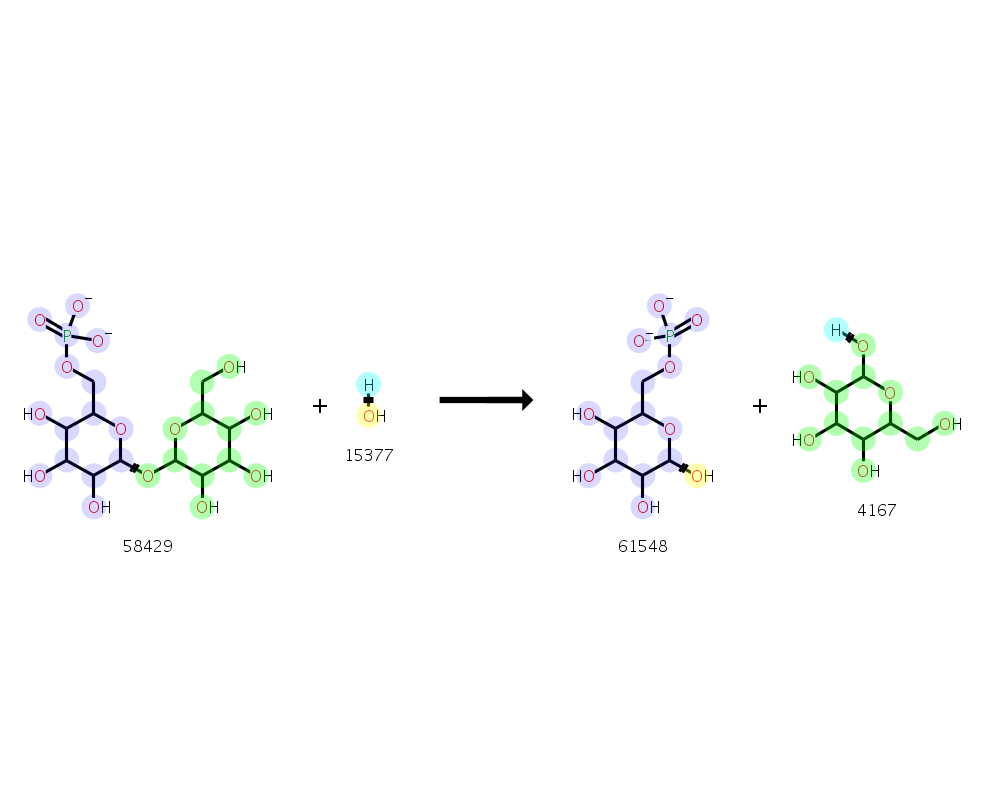 O O⁻
P O⁻
O
OH
HO O O OH
HO O OH
OH OH
58429
+
H
OH
15377
O⁻ O
O⁻ P
O
HO O
HO OH
OH
61548
+
H
O
HO O
HO OH
OH
4167